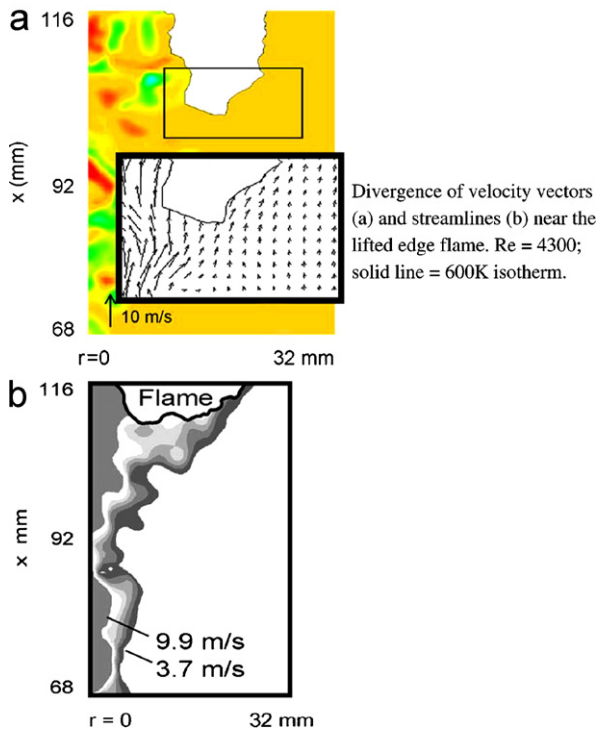 a
116
x (mm)
92
68
10 m/s
r=0
32 mm
Divergence of velocity vectors
(a) and streamlines (b) near the
lifted edge flame. Re = 4300;
solid line = 600K isotherm.
b
116
Flame
x mm
92
9.9 m/s
3.7 m/s
68
r = 0
32 mm